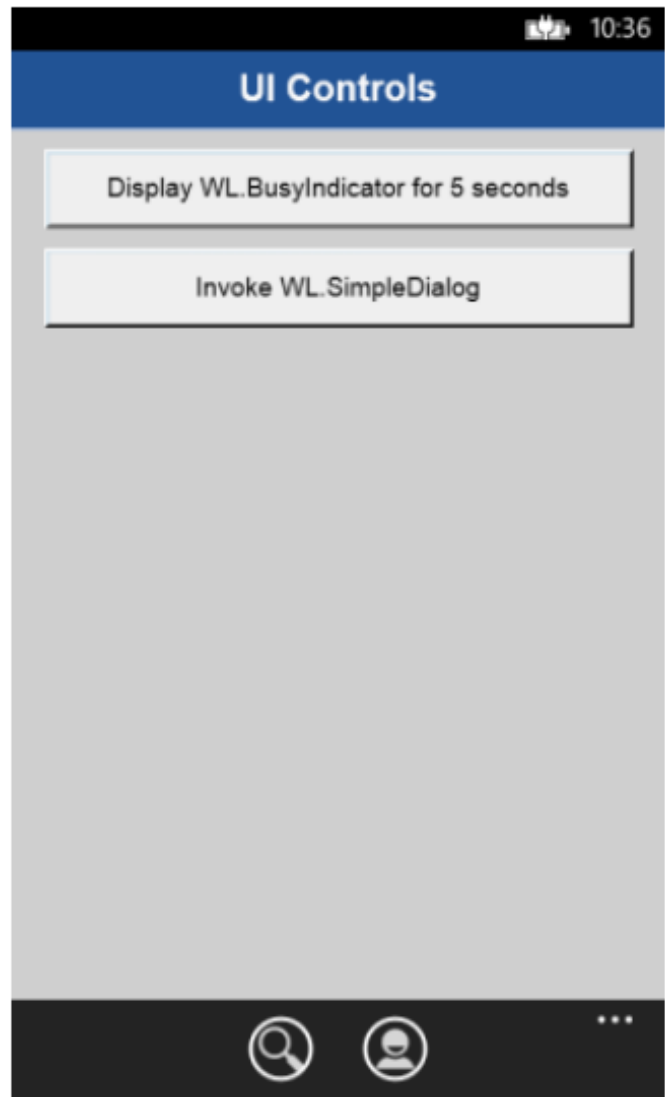 10:36
UI Controls
Display WL.BusyIndicator for 5 seconds
Invoke WL.SimpleDialog